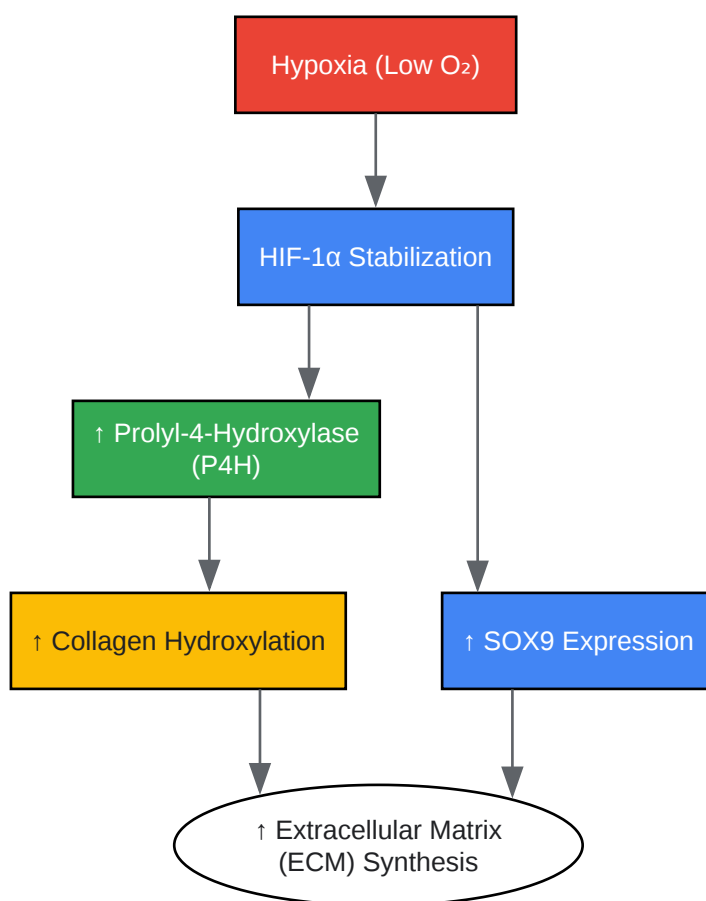 Hypoxia (Low O₂)
HIF-1α Stabilization
↑ Prolyl-4-Hydroxylase
(P4H)
↑ Collagen Hydroxylation
↑ SOX9 Expression
↑ Extracellular Matrix
(ECM) Synthesis